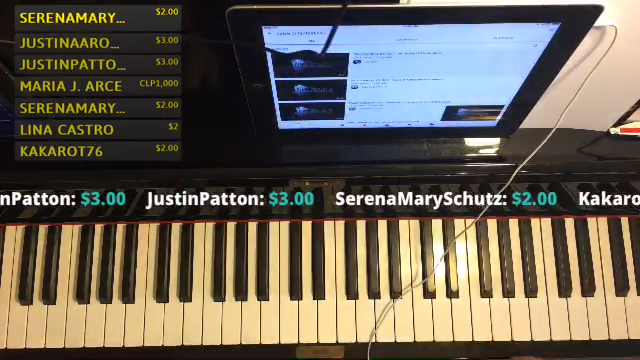 SERENAMARY... $2.00
JUSTINAARO... $3.00
JUSTINPATTO... $3.00
MARIA J. ARCE CLP1,000
SERENAMARY... $2.00
LINA CASTRO $2
KAKAROT76 $2.00
nPatton: $3.00 JustinPatton: $3.00 SerenaMarySchutz: $2.00 Kakaro